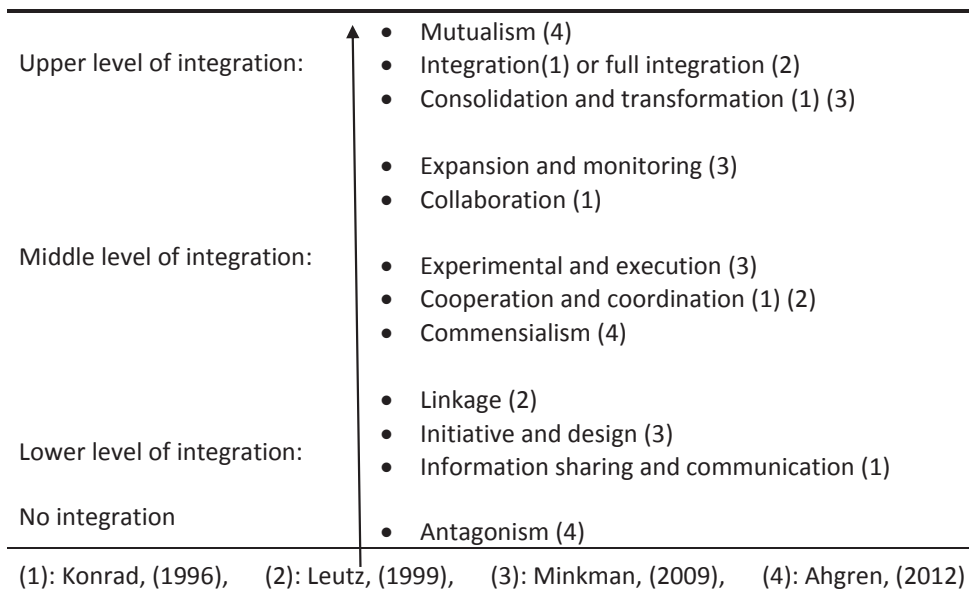 • Mutualism (4)
Upper level of integration:
• Integration(1) or full integration (2)
• Consolidation and transformation (1) (3)
• Expansion and monitoring (3)
• Collaboration (1)
Middle level of integration:
• Experimental and execution (3)
• Cooperation and coordination (1) (2)
• Commensialism (4)
• Linkage (2)
• Initiative and design (3)
Lower level of integration:
• Information sharing and communication (1)
No integration
• Antagonism (4)
(1): Konrad, (1996), (2): Leutz, (1999), (3): Minkman, (2009), (4): Ahgren, (2012)